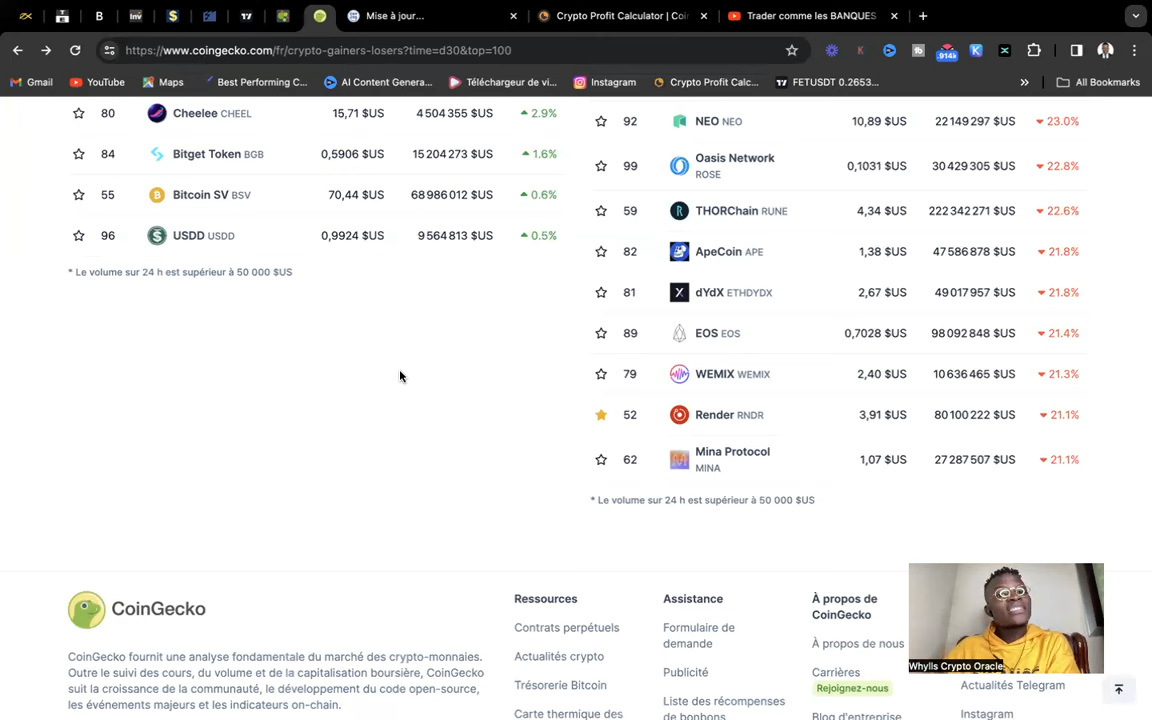 Mise à jour...
Crypto Profit Calculator | Coi
Trader comme les BANQUES
https://www.coingecko.com/fr/crypto-gainers-losers?time=d30&top=100
.914k
Gmail
YouTube
Maps
Best Performing C...
AI Content Genera...
Téléchargeur de vi...
Instagram
Crypto Profit Calc...
FETUSDT 0.2653...
»
All Bookmarks
80 Cheelee CHEEL 15,71 $US 4 504 355 $US 2.9%
84 Bitget Token BGB 0,5906 $US 15 204 273 $US 1.6%
55 Bitcoin SV BSV 70,44 $US 68 986 012 $US 0.6%
96 USDD USDD 0,9924 $US 9 564 813 $US 0.5%
* Le volume sur 24 h est supérieur à 50 000 $US
92 NEO NEO 10,89 $US 22 149 297 $US 23.0%
99 Oasis Network 0,1031 $US 30 429 305 $US 22.8%
ROSE
59 THORChain RUNE 4,34 $US 222 342 271 $US 22.6%
82 ApeCoin APE 1,38 $US 47 586 878 $US 21.8%
81 dYdX ETHDYDX 2,67 $US 49 017 957 $US 21.8%
89 EOS EOS 0,7028 $US 98 092 848 $US 21.4%
79 WEMIX WEMIX 2,40 $US 10 636 465 $US 21.3%
52 Render RNDR 3,91 $US 80 100 222 $US 21.1%
62 Mina Protocol 1,07 $US 27 287 507 $US 21.1%
MINA
* Le volume sur 24 h est supérieur à 50 000 $US
CoinGecko
CoinGecko fournit une analyse fondamentale du marché des crypto-monnaies.
Outre le suivi des cours, du volume et de la capitalisation boursière, CoinGecko
suit la croissance de la communauté, le développement du code open-source,
les événements majeurs et les indicateurs on-chain.
Ressources
Contrats perpétuels
Actualités crypto
Trésorerie Bitcoin
Carte thermique des
Assistance
Formulaire de
demande
Publicité
Liste des récompenses
de bonbons
À propos de
CoinGecko
À propos de nous
Carrières
Rejoignez-nous
Blog d'entreprise
Whylls Crypto Oracle
Actualités Telegram
Instagram